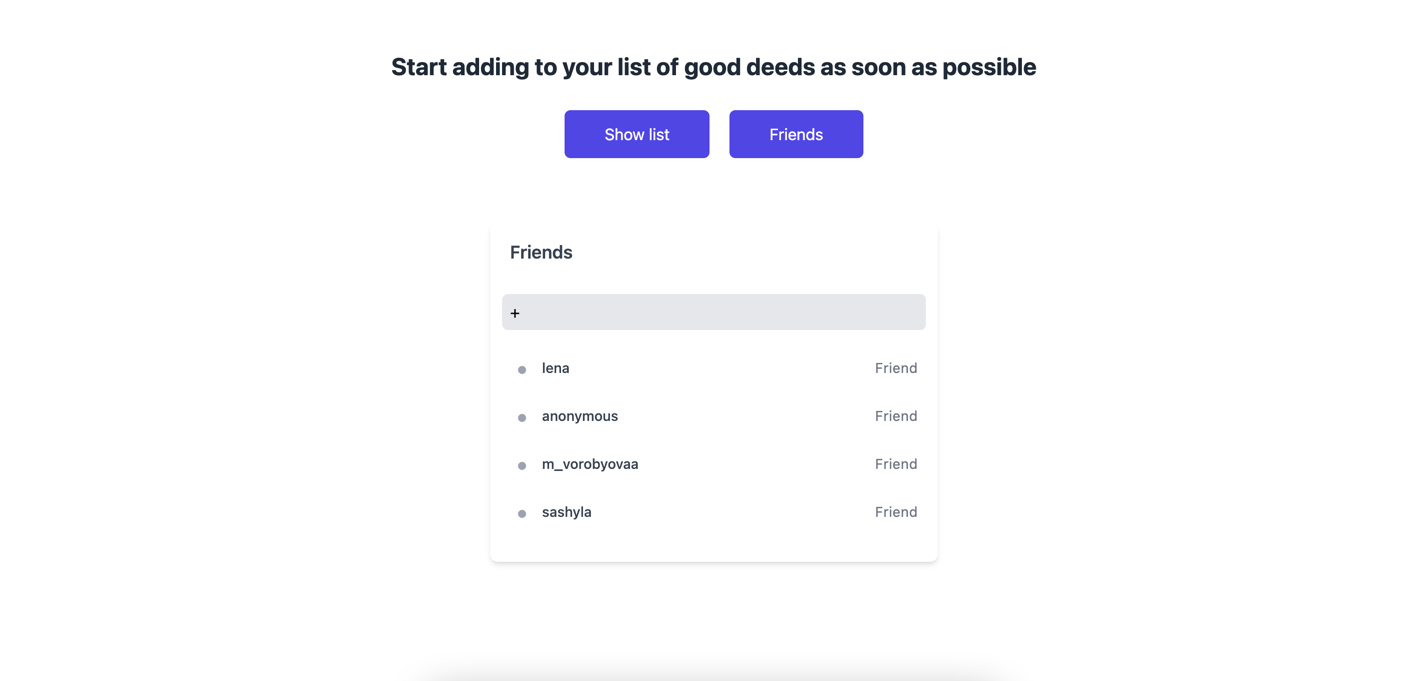 Start adding to your list of good deeds as soon as possible
Show list Friends
Friends
+
lena Friend
anonymous Friend
m_vorobyovaa Friend
sashyla Friend